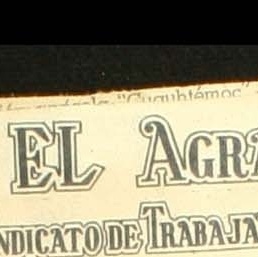 "Cuauhtémoc
EL AGRA
NDICATO DE TRABAJA